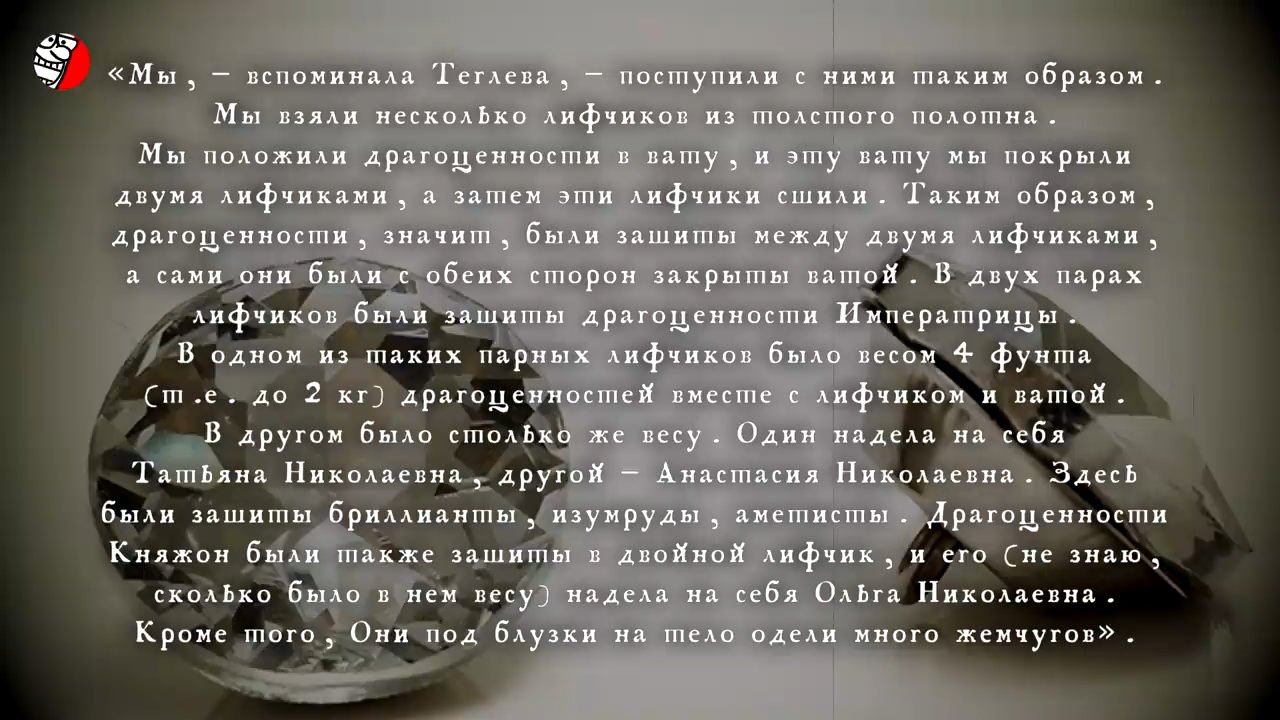 «Мы, – вспоминала Теглева, – поступили с ними таким образом.
Мы взяли несколько лифчиков из толстого полотна.
Мы положили драгоценности в вату, и эту вату мы покрыли
двумя лифчиками, а затем эти лифчики сшили. Таким образом,
драгоценности, значит, были зашиты между двумя лифчиками,
а сами они были с обеих сторон закрыты ватой. В двух парах
лифчиков были зашиты драгоценности Императрицы.
В одном из таких парных лифчиков было весом 4 фунта
(т.е. до 2 кг) драгоценностей вместе с лифчиком и ватой.
В другом было столько же весу. Один надела на себя
Татьяна Николаевна, другой – Анастасия Николаевна. Здесь
были зашиты бриллианты, изумруды, аметисты. Драгоценности
Княжон были также зашиты в двойной лифчик, и его (не знаю,
сколько было в нем весу) надела на себя Ольга Николаевна.
Кроме того, Они под блузки на тело одели много жемчугов».